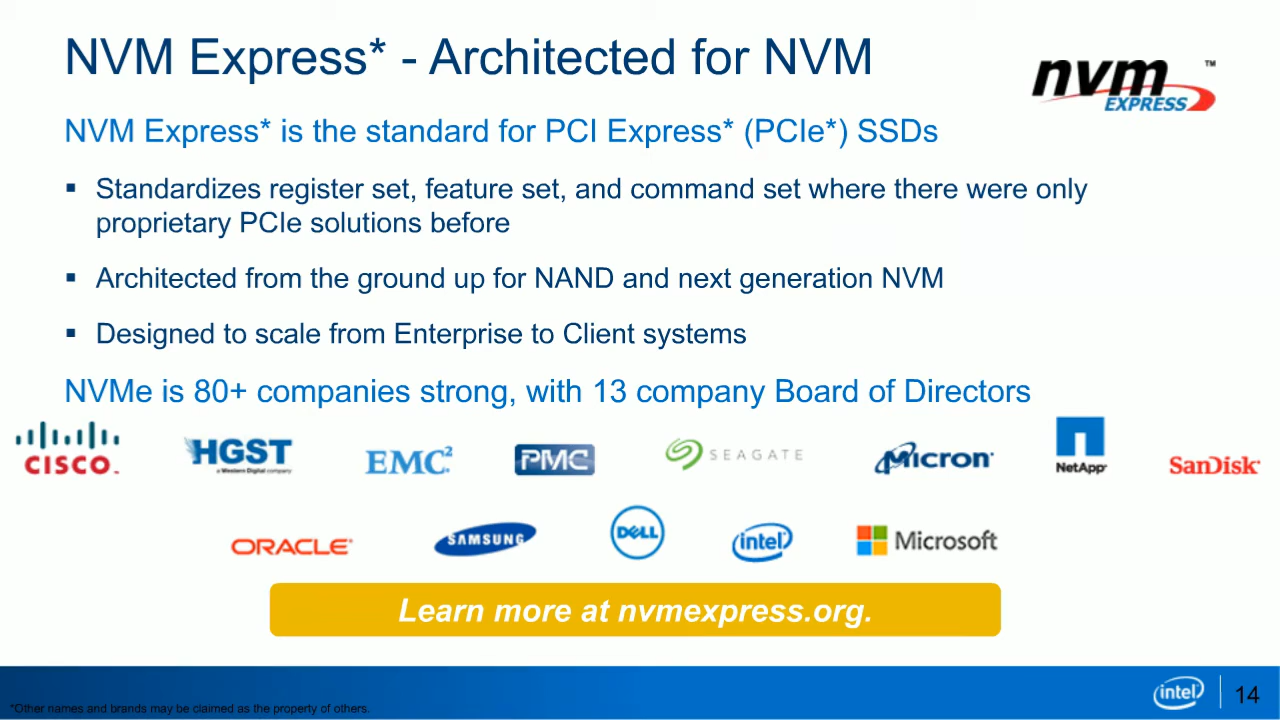 NVM Express* - Architected for NVM
nvm™
EXPRESS
NVM Express* is the standard for PCI Express* (PCIe*) SSDs
▪ Standardizes register set, feature set, and command set where there were only
proprietary PCIe solutions before
▪ Architected from the ground up for NAND and next generation NVM
▪ Designed to scale from Enterprise to Client systems
NVMe is 80+ companies strong, with 13 company Board of Directors
CISCO
HGST
a Western Digital company
EMC²
PMC
SEAGATE
Micron
NetApp
SanDisk
ORACLE
SAMSUNG
DELL
intel
Microsoft
Learn more at nvmexpress.org.
*Other names and brands may be claimed as the property of others.
intel
14